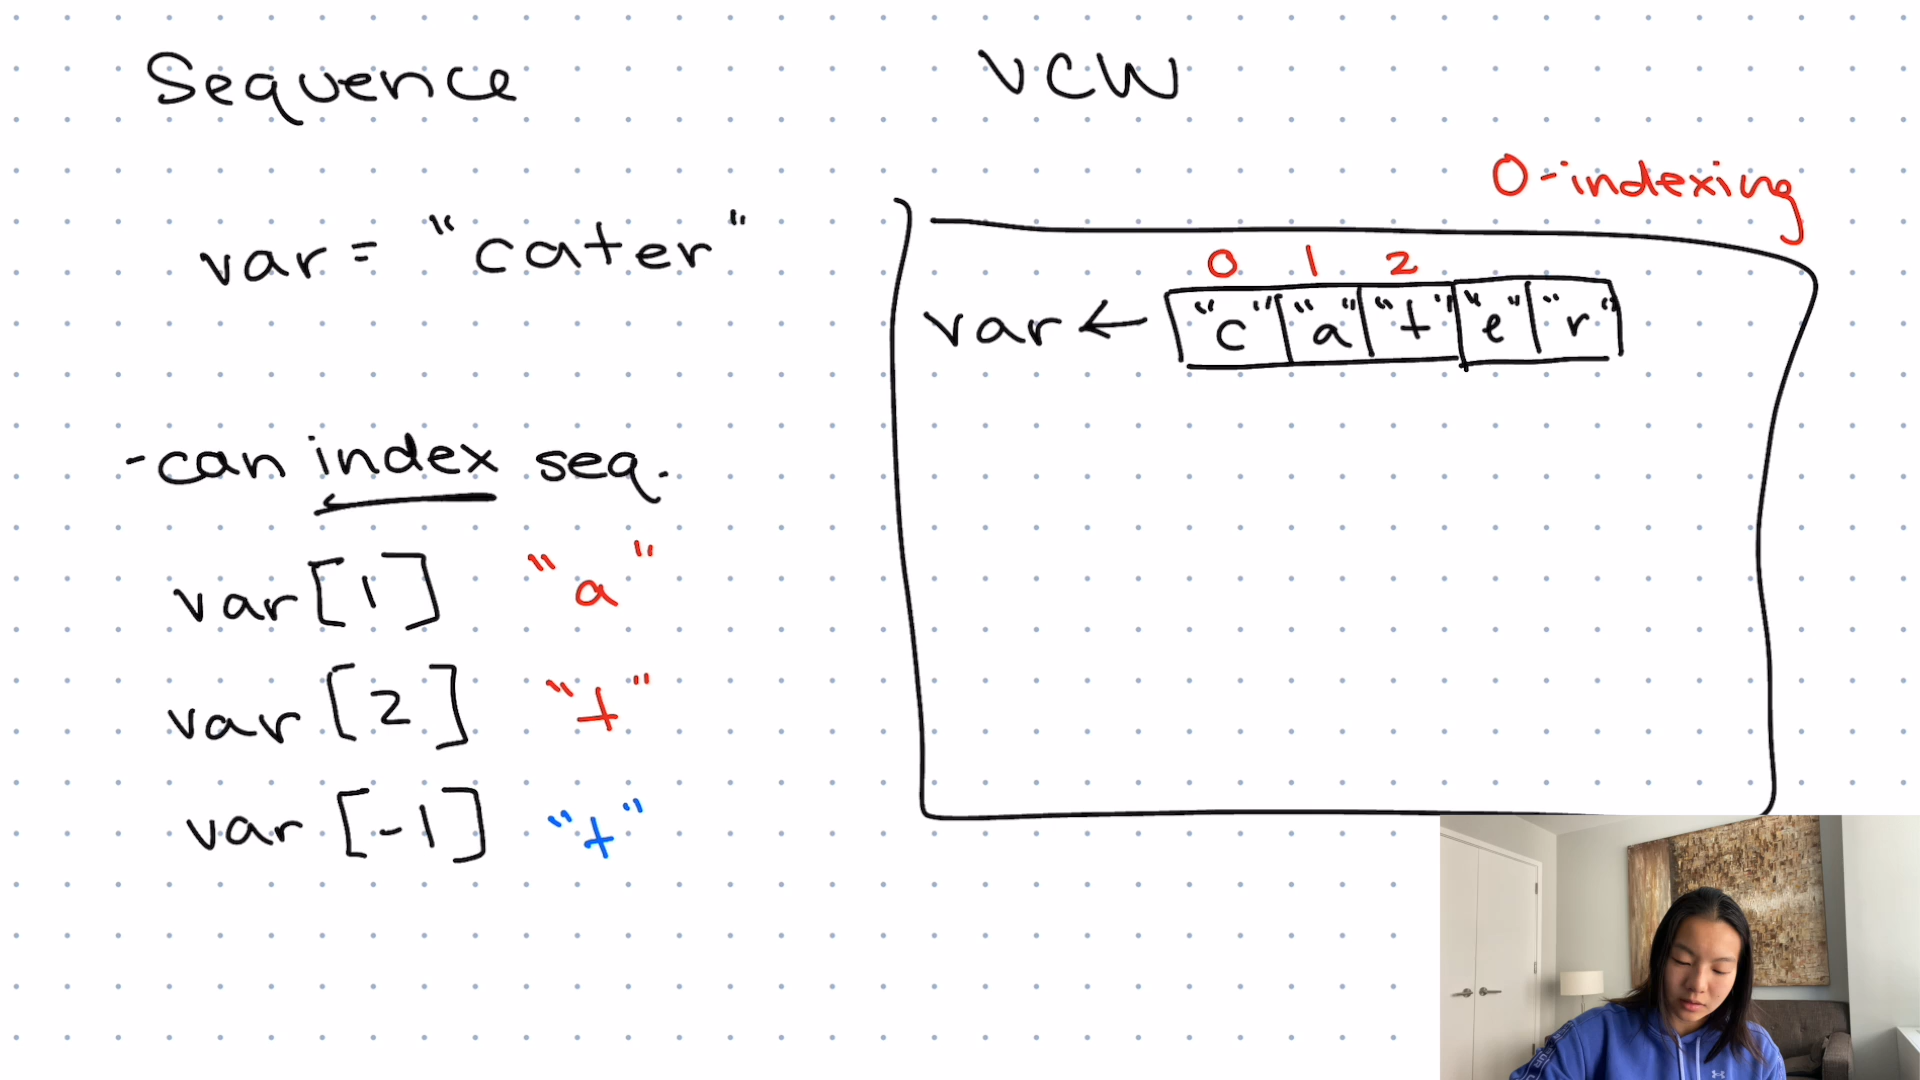 Sequence
var = "cater"
-can index seq.
var [1] "a"
var [2] "t"
var [-1] "t"
VCW
0-indexing
0 1 2
var ← "c" "a" "t" "e" "r"